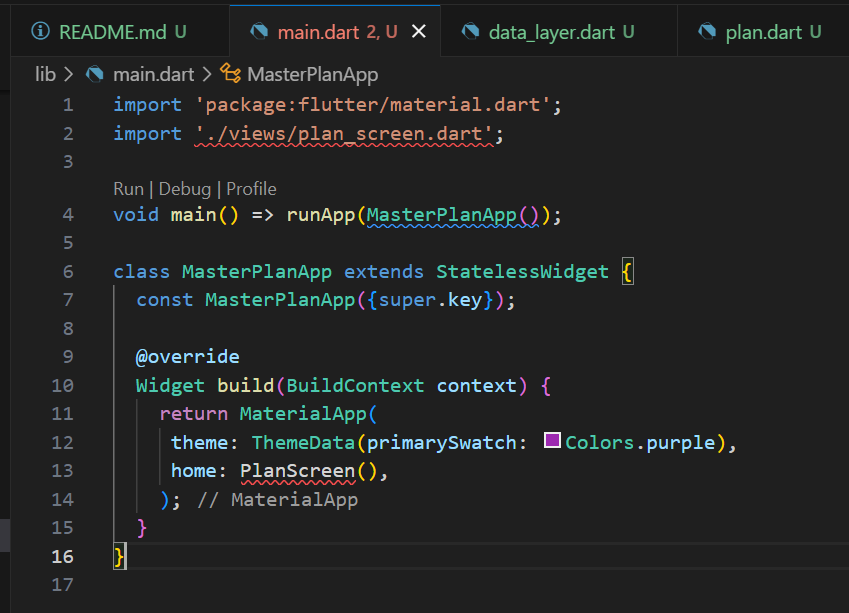 README.md U
main.dart 2, U
data_layer.dart U
plan.dart U
lib > main.dart > MasterPlanApp
1 import 'package:flutter/material.dart';
2 import './views/plan_screen.dart';
3
Run | Debug | Profile
4 void main() => runApp(MasterPlanApp());
5
6 class MasterPlanApp extends StatelessWidget {
7 const MasterPlanApp({super.key});
8
9 @override
10 Widget build(BuildContext context) {
11 return MaterialApp(
12 theme: ThemeData(primarySwatch: Colors.purple),
13 home: PlanScreen(),
14 ); // MaterialApp
15 }
16 }
17